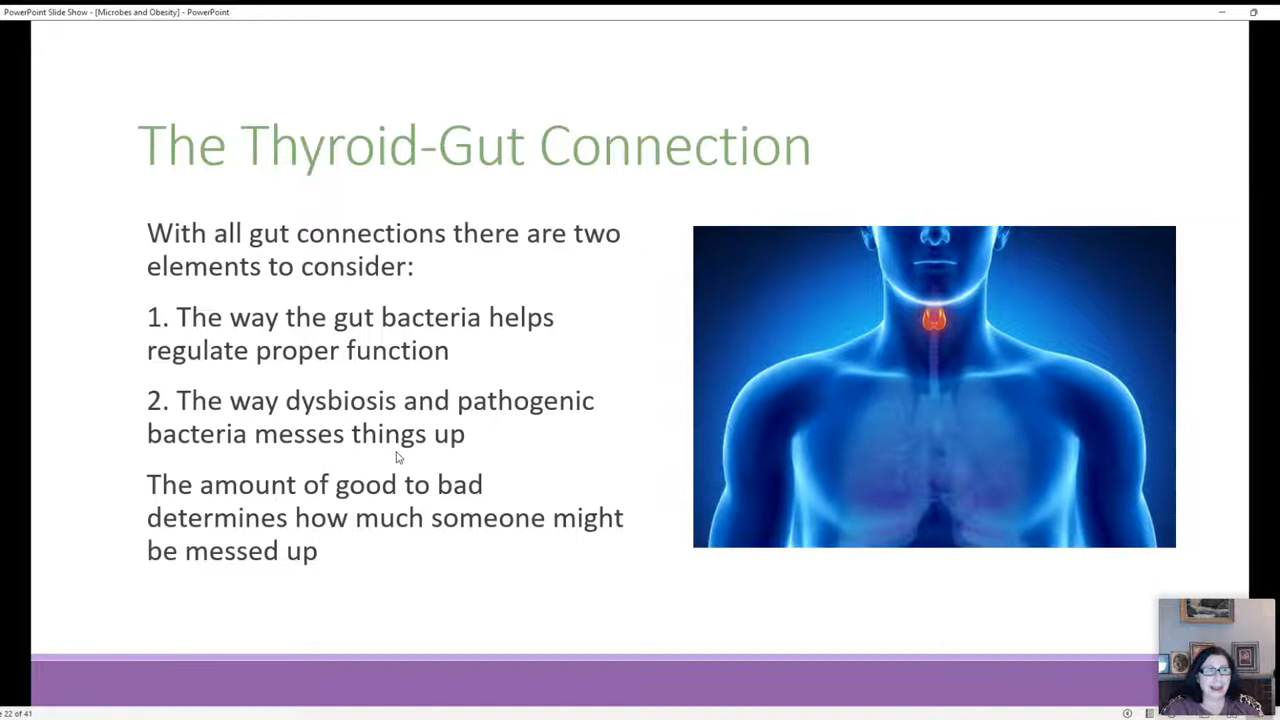 PowerPoint Slide Show - [Microbes and Obesity] - PowerPoint
The Thyroid-Gut Connection
With all gut connections there are two
elements to consider:
1. The way the gut bacteria helps
regulate proper function
2. The way dysbiosis and pathogenic
bacteria messes things up
The amount of good to bad
determines how much someone might
be messed up
22 of 41